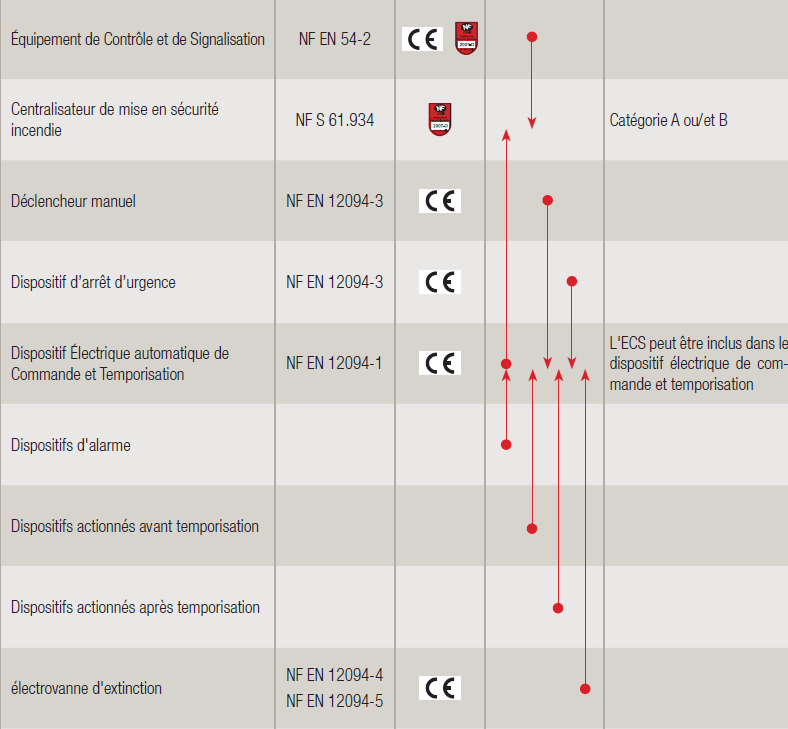 Équipement de Contrôle et de Signalisation NF EN 54-2 CE NF
Centralisateur de mise en sécurité
incendie NF S 61.934 NF Catégorie A ou/et B
Déclencheur manuel NF EN 12094-3 CE
Dispositif d'arrêt d'urgence NF EN 12094-3 CE
Dispositif Électrique automatique de
Commande et Temporisation NF EN 12094-1 CE
L'ECS peut être inclus dans le
dispositif électrique de com-
mande et temporisation
Dispositifs d'alarme
Dispositifs actionnés avant temporisation
Dispositifs actionnés après temporisation
électrovanne d'extinction
NF EN 12094-4
NF EN 12094-5
CE